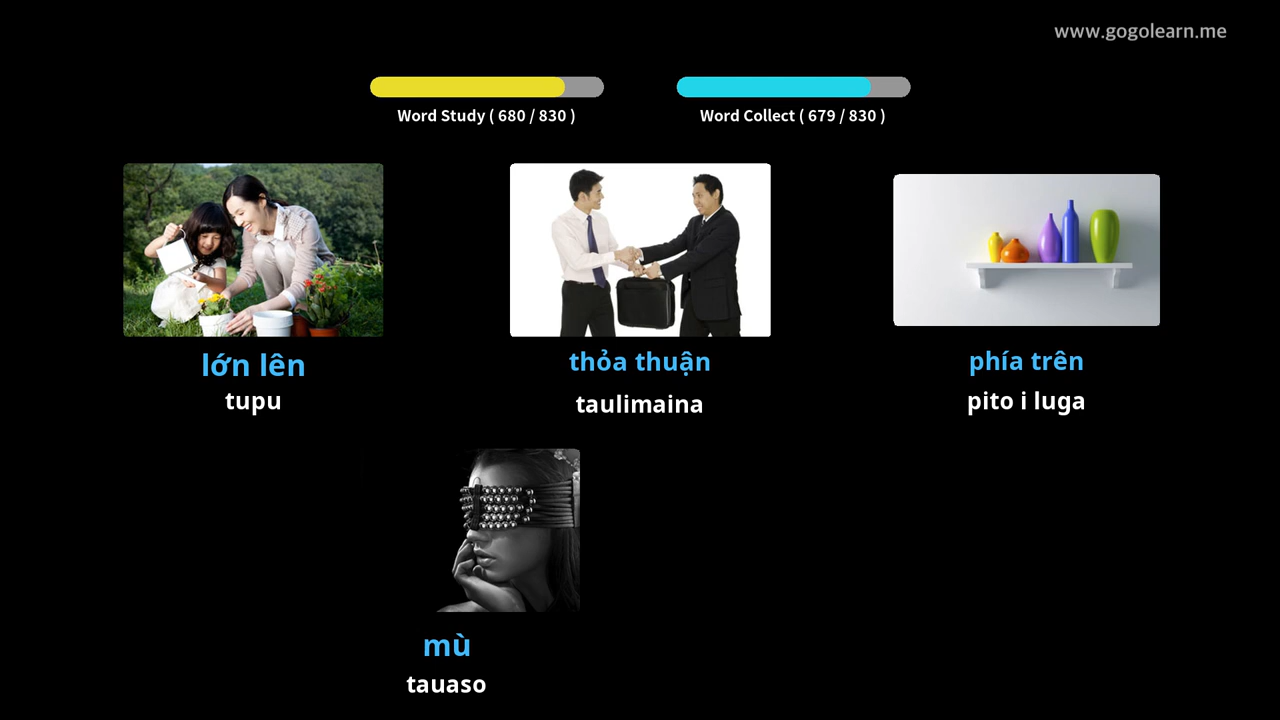 www.gogolearn.me
Word Study ( 680 / 830 )
Word Collect ( 679 / 830 )
lớn lên
tupu
thỏa thuận
taulimaina
phía trên
pito i luga
mù
tauaso